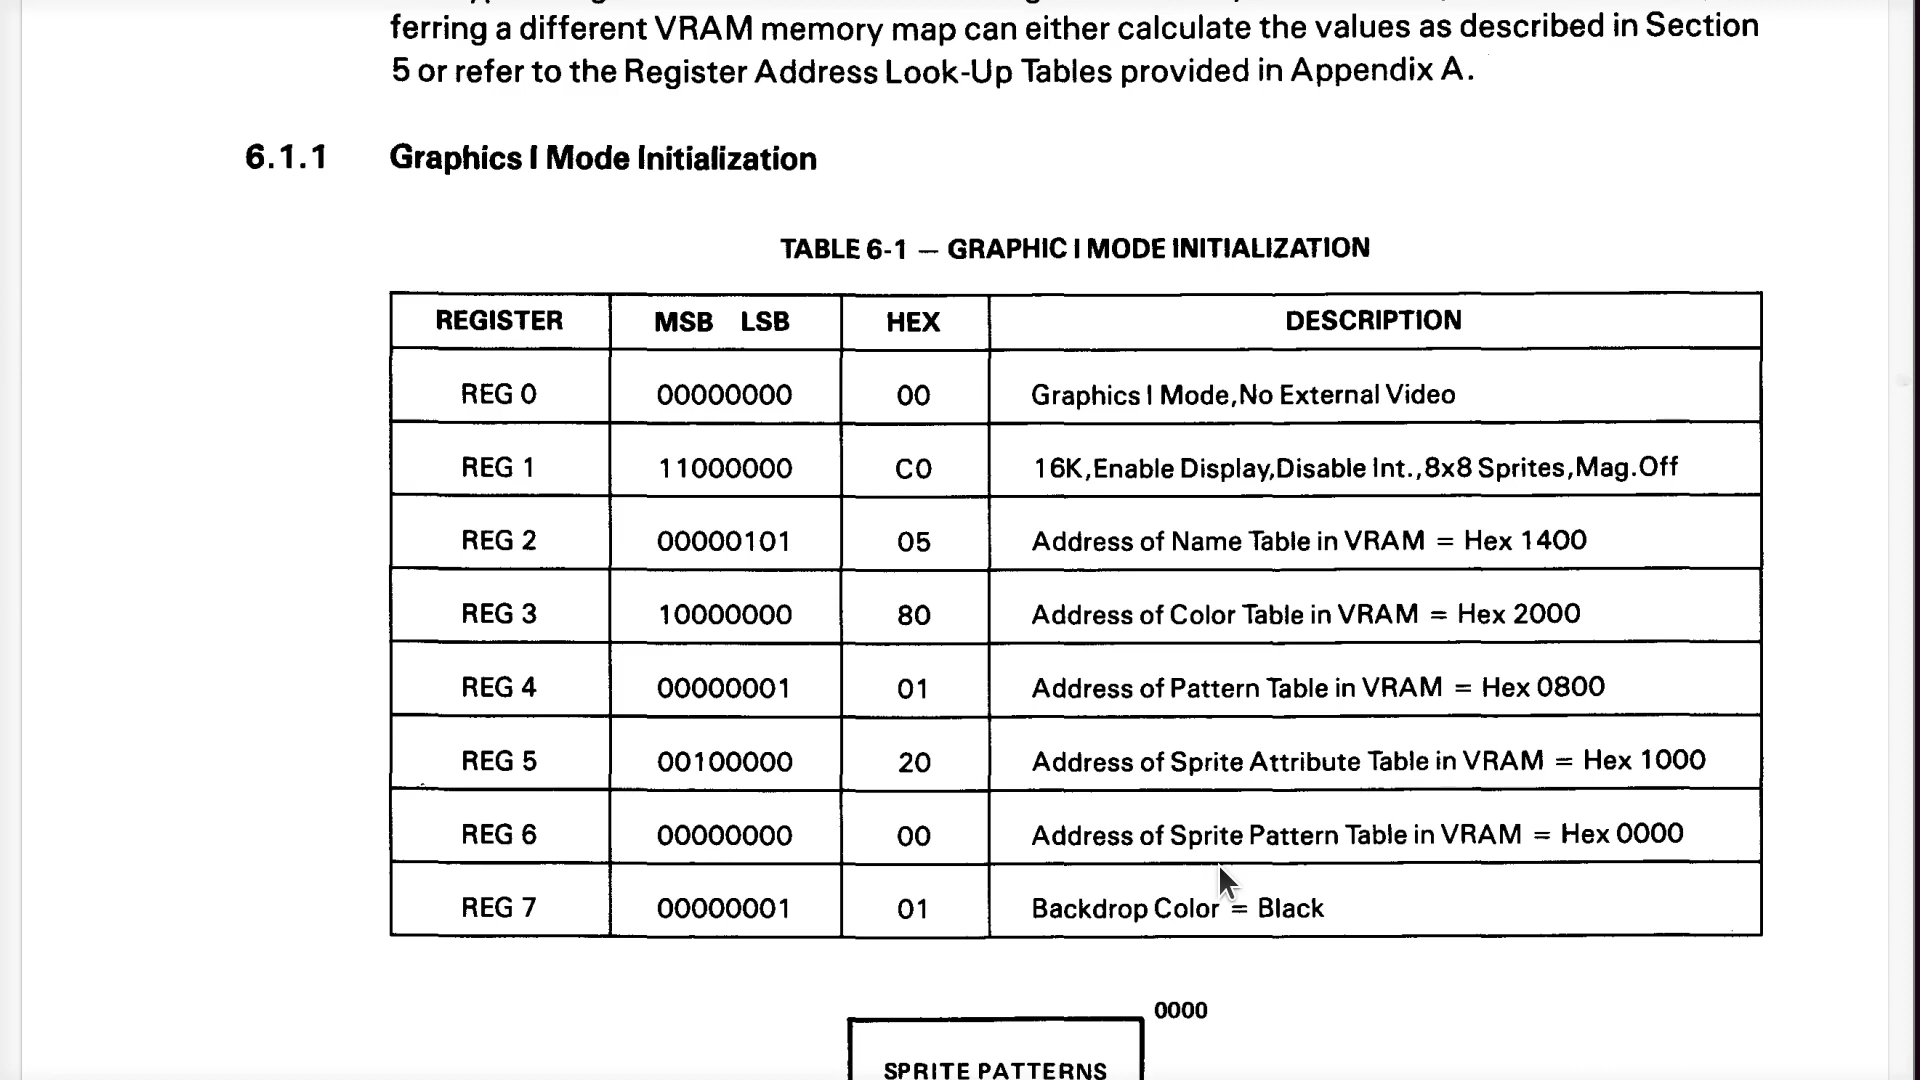 ferring a different VRAM memory map can either calculate the values as described in Section
5 or refer to the Register Address Look-Up Tables provided in Appendix A.
6.1.1 Graphics I Mode Initialization
TABLE 6-1 — GRAPHIC I MODE INITIALIZATION
REGISTER MSB LSB HEX DESCRIPTION
REG 0 00000000 00 Graphics I Mode,No External Video
REG 1 11000000 C0 16K,Enable Display,Disable Int.,8x8 Sprites,Mag.Off
REG 2 00000101 05 Address of Name Table in VRAM = Hex 1400
REG 3 10000000 80 Address of Color Table in VRAM = Hex 2000
REG 4 00000001 01 Address of Pattern Table in VRAM = Hex 0800
REG 5 00100000 20 Address of Sprite Attribute Table in VRAM = Hex 1000
REG 6 00000000 00 Address of Sprite Pattern Table in VRAM = Hex 0000
REG 7 00000001 01 Backdrop Color = Black
0000
SPRITE PATTERNS